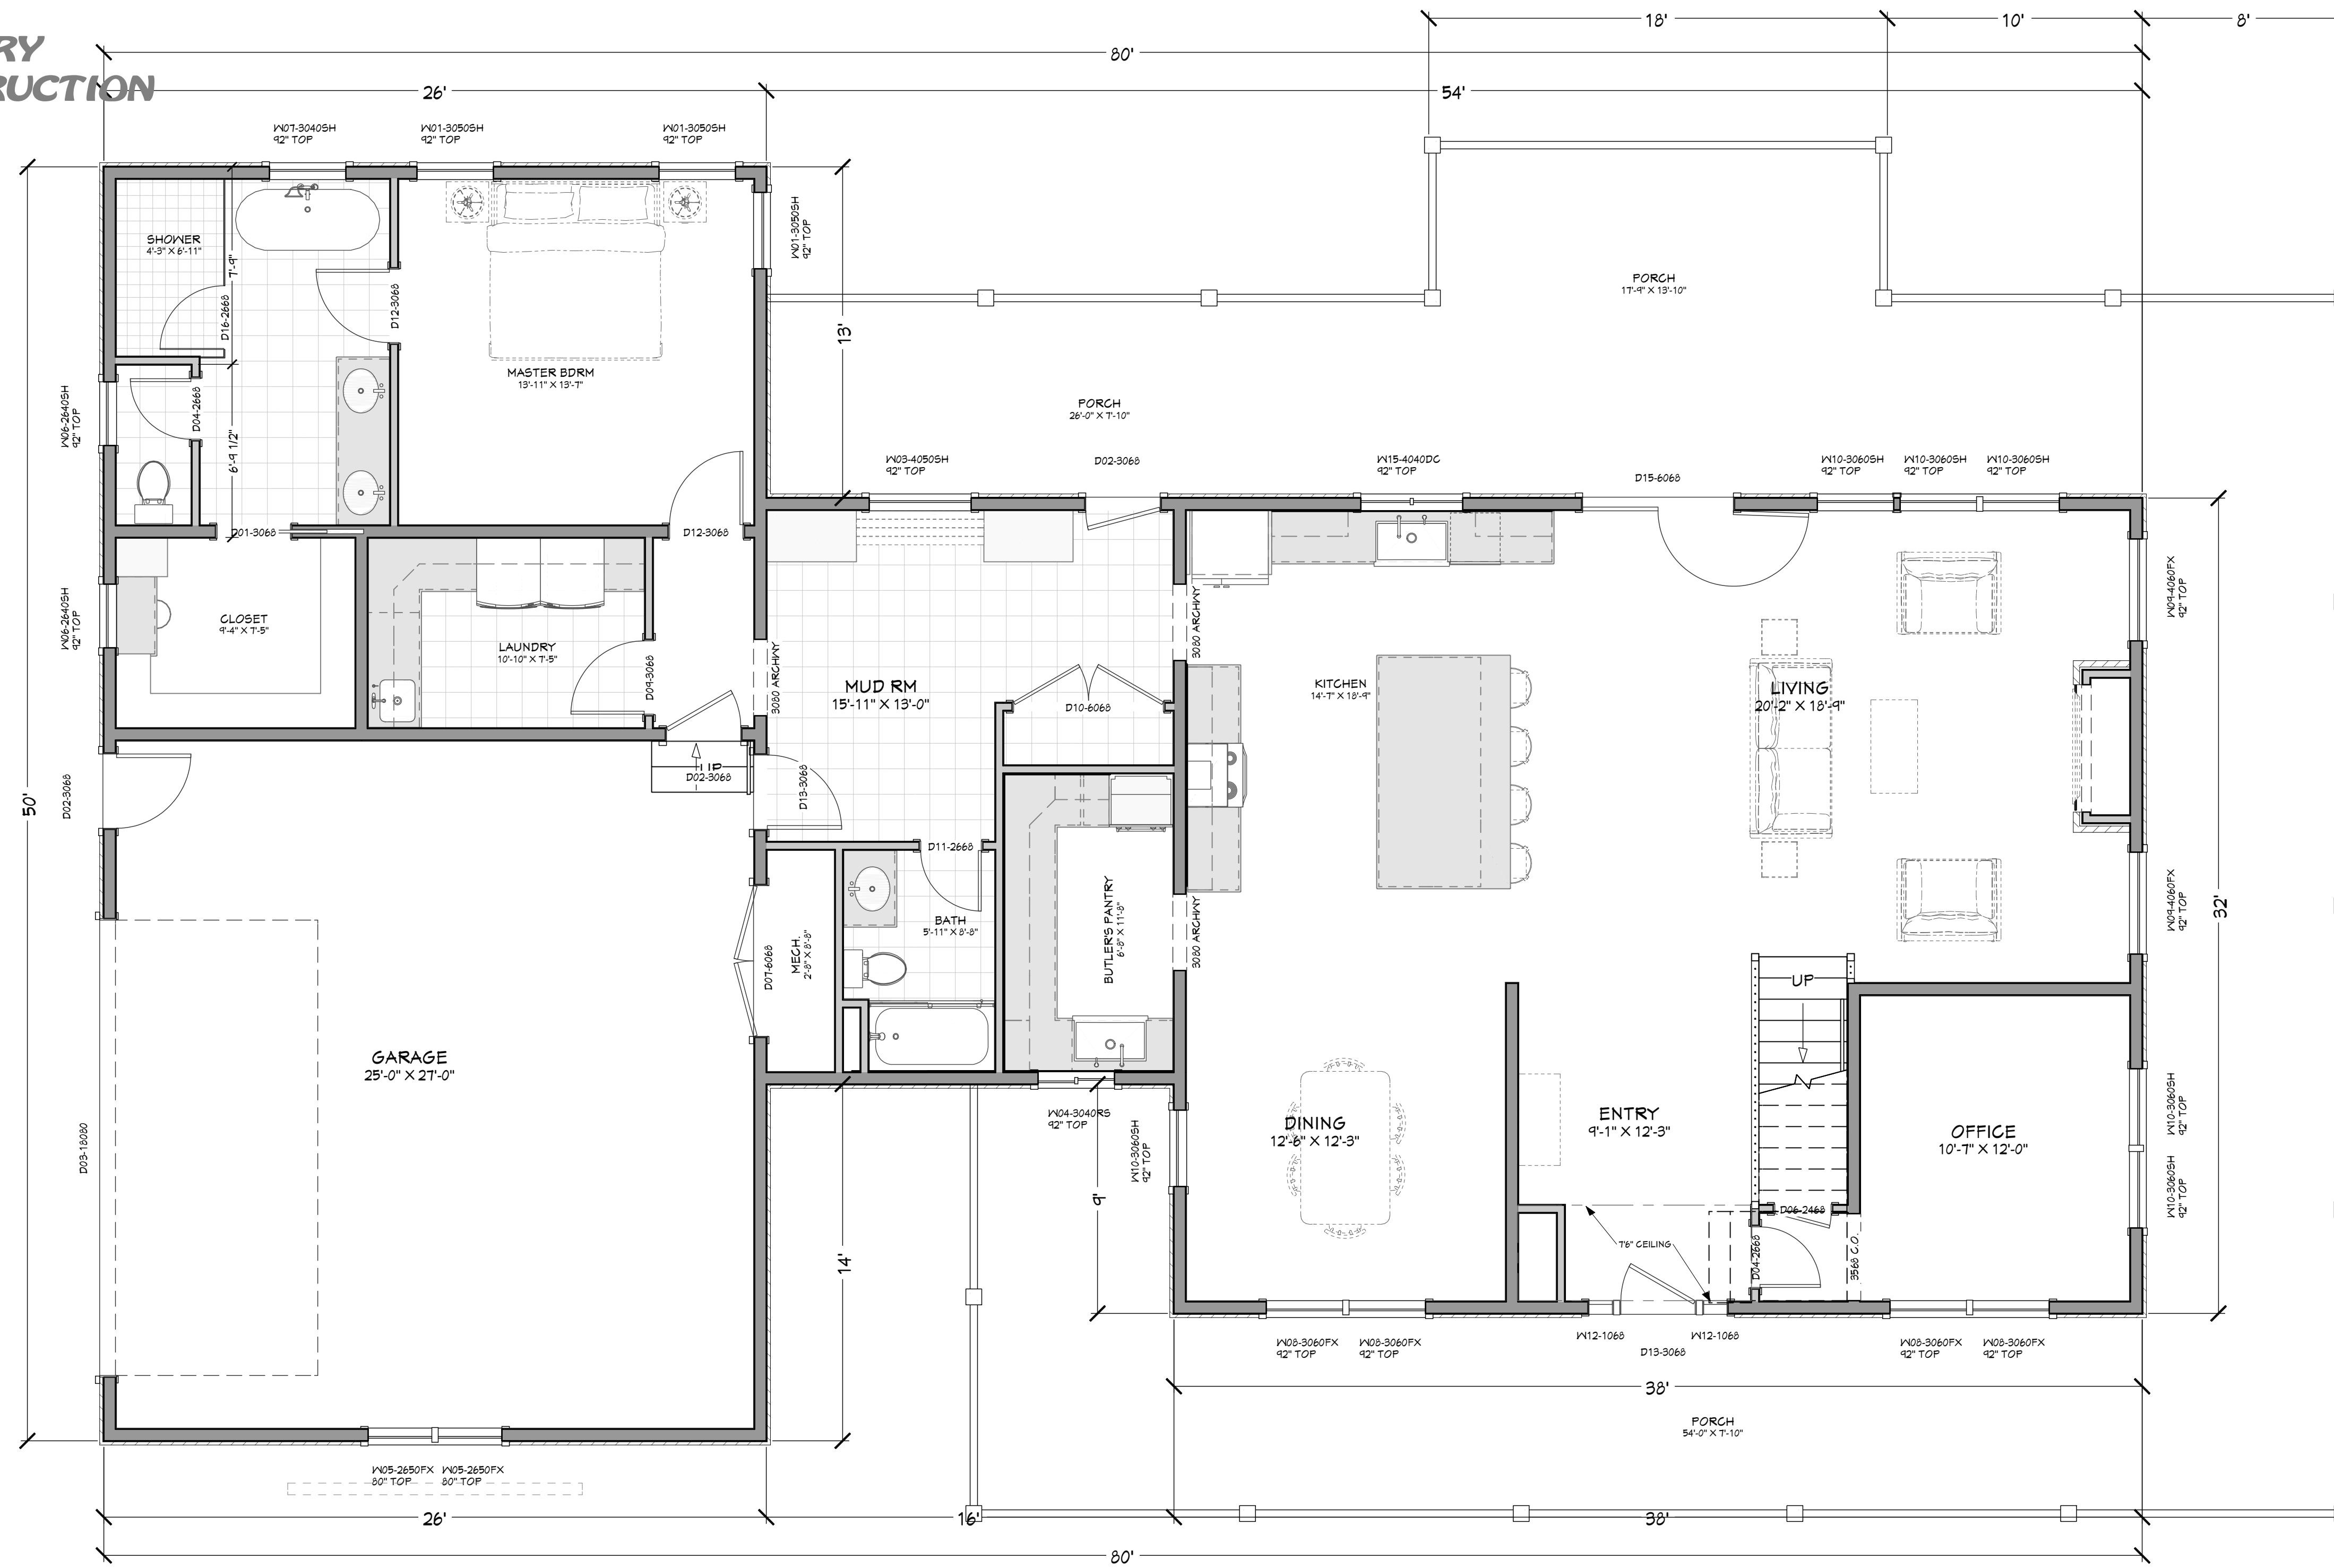 RY
RUCTION
18'
10'
8'
80'
26'
54'
W07-3040SH
92" TOP
W01-3050SH
92" TOP
W01-3050SH
92" TOP
W01-3050SH
92" TOP
SHOWER
4'-3" X 6'-11"
D16-2668
7'-9"
D12-3068
MASTER BDRM
13'-11" X 13'-7"
13'
PORCH
17'-9" X 13'-10"
PORCH
26'-0" X 7'-10"
W06-2640SH
92" TOP
D04-2668
6'-9 1/2"
D01-3068
D12-3068
W03-4050SH
92" TOP
D02-3068
W15-4040DC
92" TOP
D15-6068
W10-3060SH
92" TOP
W10-3060SH
92" TOP
W10-3060SH
92" TOP
W06-2640SH
92" TOP
CLOSET
9'-4" X 7'-5"
LAUNDRY
10'-10" X 7'-5"
D09-3068
3080 ARCHWY
MUD RM
15'-11" X 13'-0"
D10-6068
3080 ARCHWY
KITCHEN
14'-7" X 18'-9"
LIVING
20'-2" X 18'-9"
W09-4060FX
92" TOP
50'
D02-3068
UP
D02-3068
D13-3068
D11-2668
W09-4060FX
92" TOP
32'
D07-6068
MECH.
2'-8" X 8'-8"
BATH
5'-11" X 8'-8"
BUTLER'S PANTRY
6'-8" X 11'-8"
3080 ARCHWY
UP
GARAGE
25'-0" X 27'-0"
D03-18080
W04-3040RS
92" TOP
W10-3060SH
92" TOP
9'
DINING
12'-6" X 12'-3"
ENTRY
9'-1" X 12'-3"
OFFICE
10'-7" X 12'-0"
W10-3060SH
92" TOP
W10-3060SH
92" TOP
14'
7'6" CEILING
D06-2468
D04-2668
3568 C.O.
W08-3060FX
92" TOP
W08-3060FX
92" TOP
W12-1068
W12-1068
D13-3068
W08-3060FX
92" TOP
W08-3060FX
92" TOP
38'
PORCH
54'-0" X 7'-10"
W05-2650FX
80" TOP
W05-2650FX
80" TOP
26'
16'
38'
80'